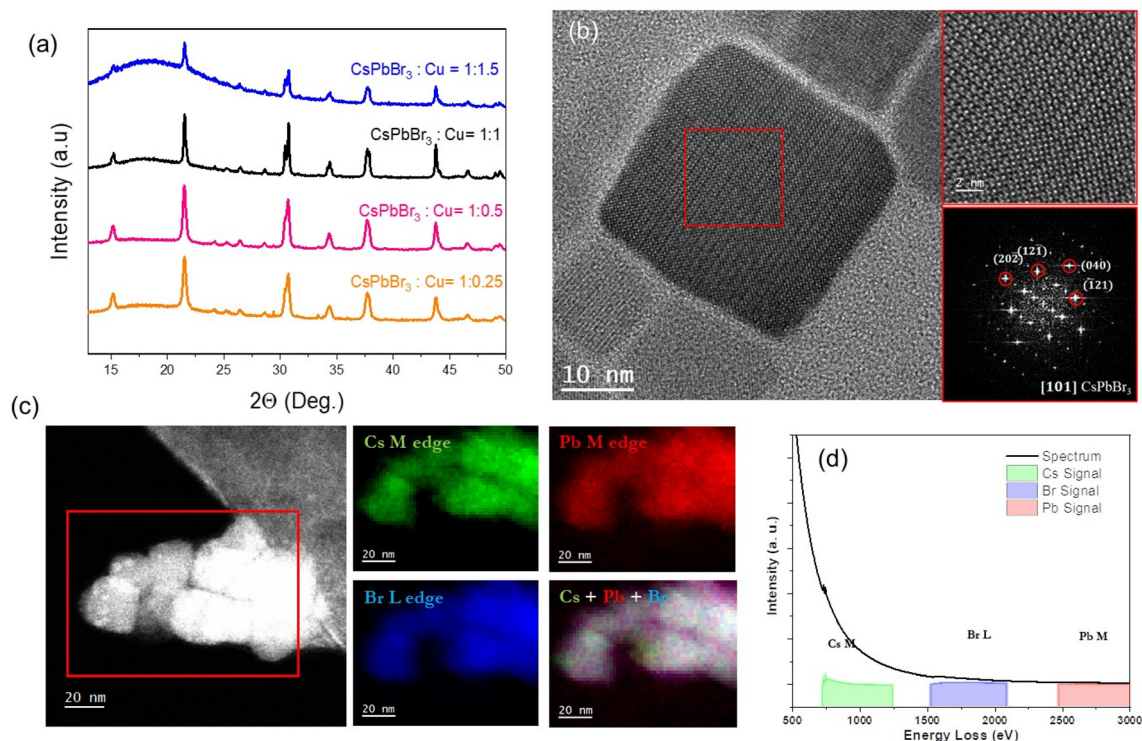 (a)
CsPbBr₃ : Cu = 1:1.5
CsPbBr₃ : Cu= 1:1
CsPbBr₃ : Cu= 1:0.5
CsPbBr₃ : Cu= 1:0.25
Intensity (a.u)
15 20 25 30 35 40 45 50
2Θ (Deg.)
(b)
10 nm
2 nm
(202̅)
(121̅)
(040)
(1̅21)
[101] CsPbBr₃
(c)
20 nm
Cs M edge
20 nm
Pb M edge
20 nm
Br L edge
20 nm
Cs + Pb + Br
20 nm
(d)
Spectrum
Cs Signal
Br Signal
Pb Signal
Intensity (a. u.)
Cs M
Br L
Pb M
500 1000 1500 2000 2500 3000
Energy Loss (eV)